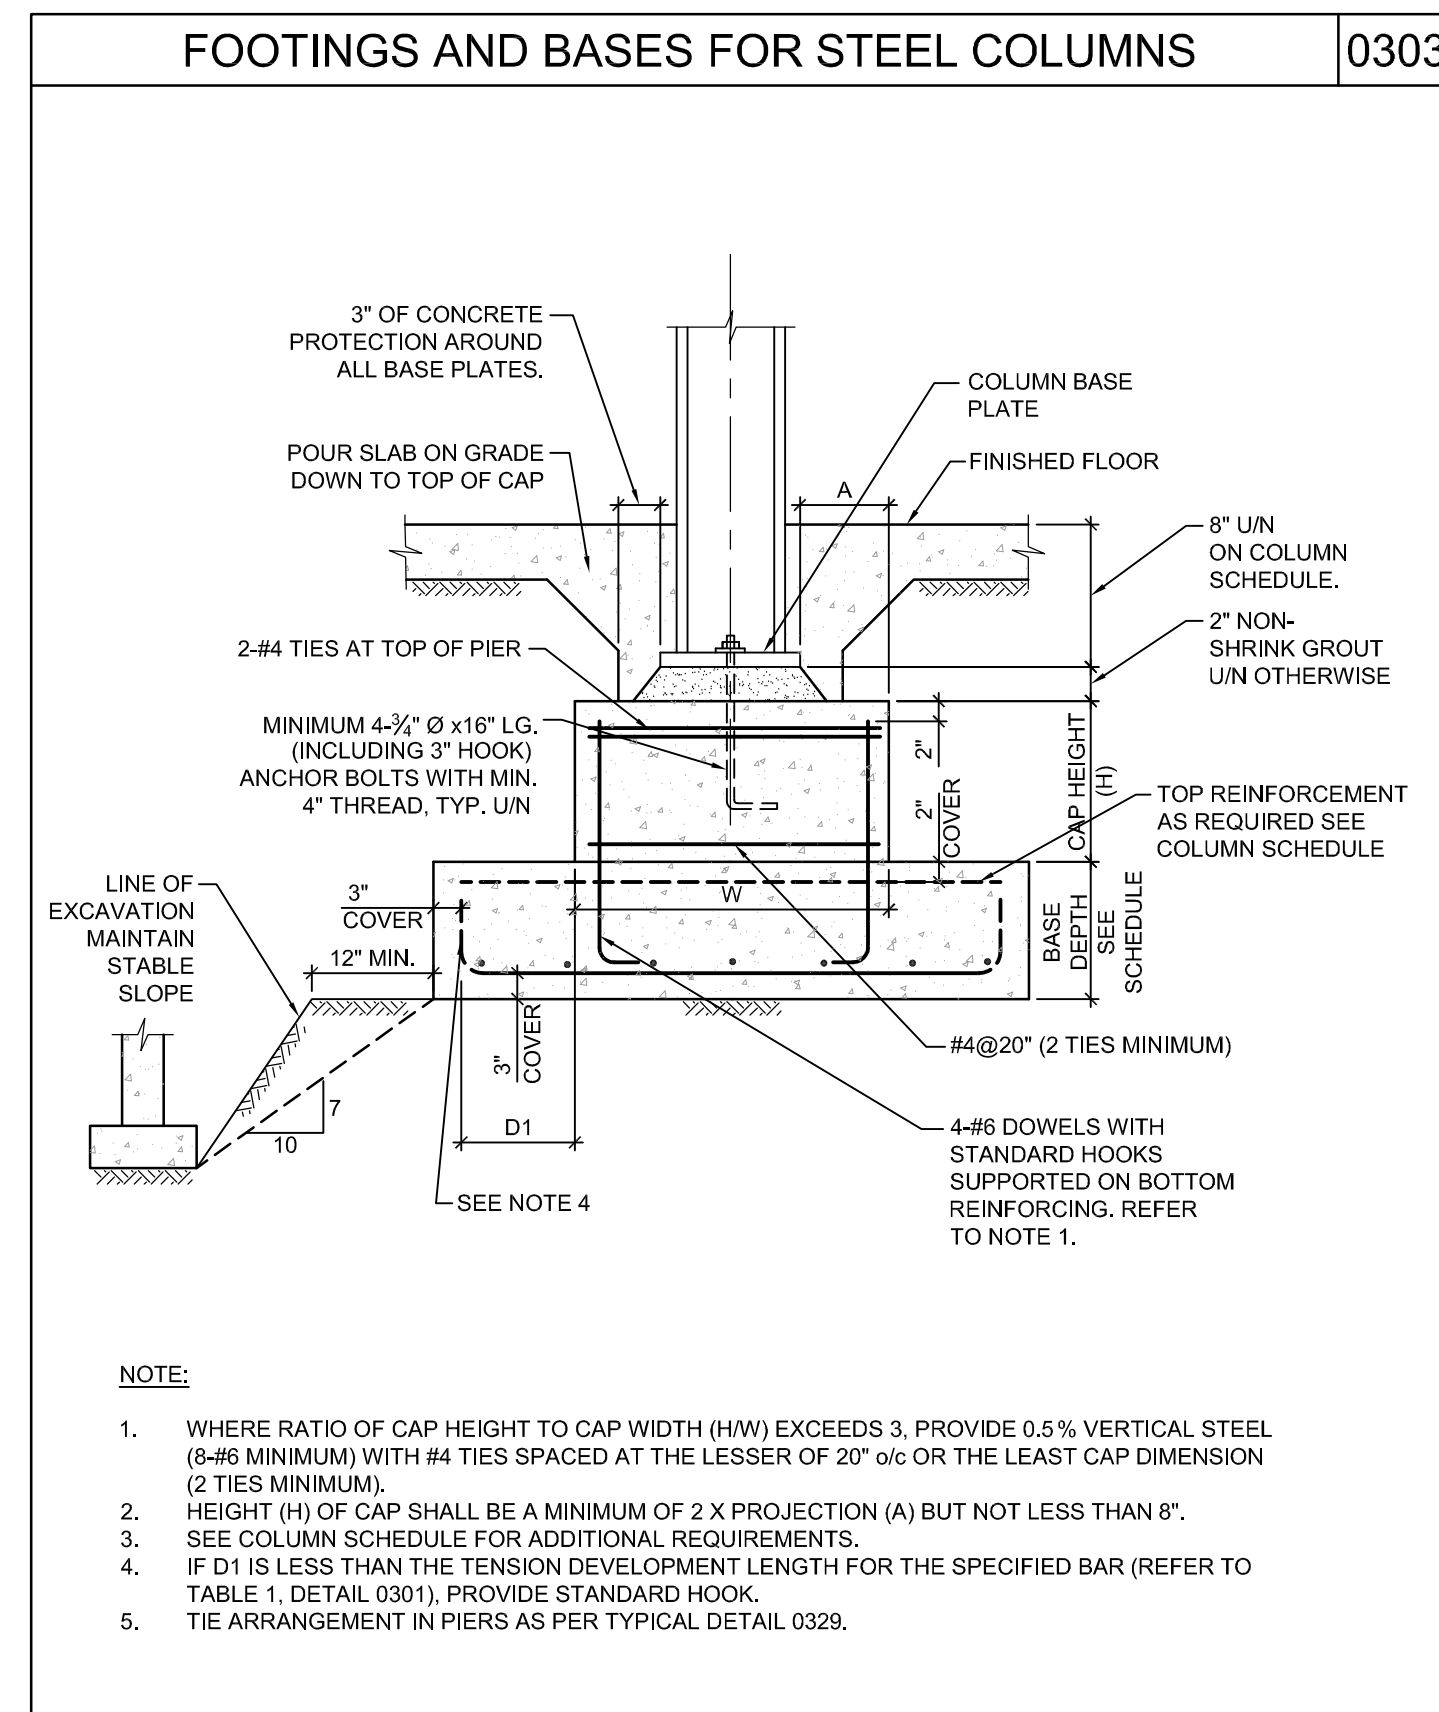 FOOTINGS AND BASES FOR STEEL COLUMNS
0303
3" OF CONCRETE
PROTECTION AROUND
ALL BASE PLATES.
COLUMN BASE
PLATE
POUR SLAB ON GRADE
DOWN TO TOP OF CAP
FINISHED FLOOR
A
8" U/N
ON COLUMN
SCHEDULE.
2" NON-
SHRINK GROUT
U/N OTHERWISE
2-#4 TIES AT TOP OF PIER
MINIMUM 4-¾" Ø x16" LG.
(INCLUDING 3" HOOK)
ANCHOR BOLTS WITH MIN.
4" THREAD, TYP. U/N
2"
2"
COVER
CAP HEIGHT
(H)
TOP REINFORCEMENT
AS REQUIRED SEE
COLUMN SCHEDULE
LINE OF
EXCAVATION
MAINTAIN
STABLE
SLOPE
3"
COVER
12" MIN.
W
BASE
DEPTH
SEE
SCHEDULE
3"
COVER
#4@20" (2 TIES MINIMUM)
7
10
D1
4-#6 DOWELS WITH
STANDARD HOOKS
SUPPORTED ON BOTTOM
REINFORCING. REFER
TO NOTE 1.
SEE NOTE 4
NOTE:
1. WHERE RATIO OF CAP HEIGHT TO CAP WIDTH (H/W) EXCEEDS 3, PROVIDE 0.5% VERTICAL STEEL
(8-#6 MINIMUM) WITH #4 TIES SPACED AT THE LESSER OF 20" o/c OR THE LEAST CAP DIMENSION
(2 TIES MINIMUM).
2. HEIGHT (H) OF CAP SHALL BE A MINIMUM OF 2 X PROJECTION (A) BUT NOT LESS THAN 8".
3. SEE COLUMN SCHEDULE FOR ADDITIONAL REQUIREMENTS.
4. IF D1 IS LESS THAN THE TENSION DEVELOPMENT LENGTH FOR THE SPECIFIED BAR (REFER TO
TABLE 1, DETAIL 0301), PROVIDE STANDARD HOOK.
5. TIE ARRANGEMENT IN PIERS AS PER TYPICAL DETAIL 0329.